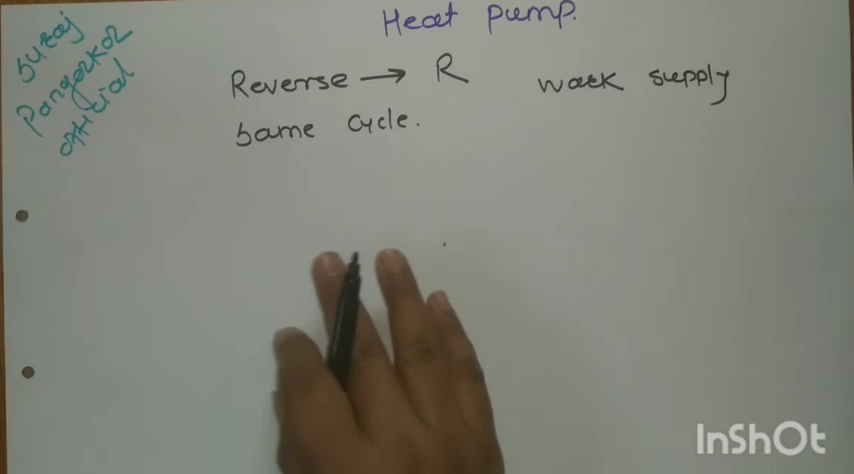 Heat pump.
Suraj
Pangarkar
official
Reverse → R
work supply
Same cycle.
InShOt